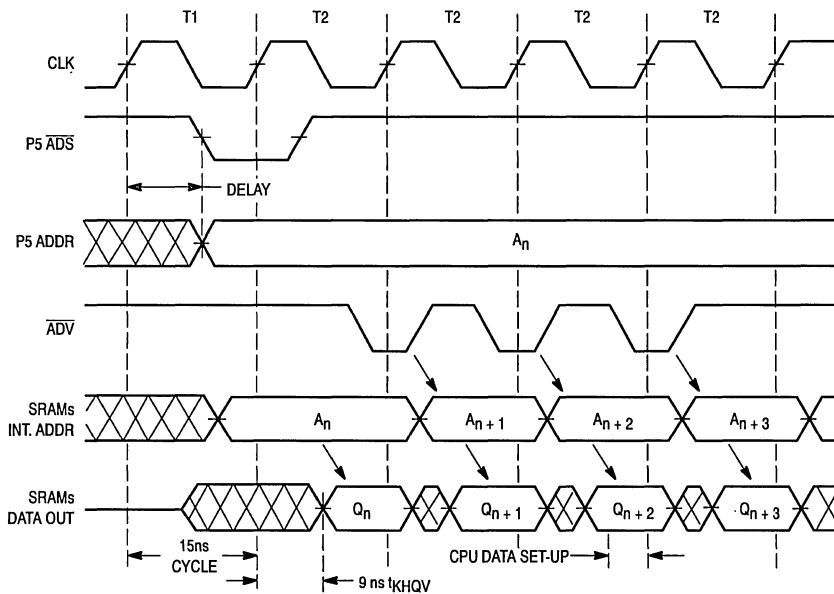 T1 T2 T2 T2 T2
CLK
P5 ADS
DELAY
P5 ADDR
An
ADV
SRAMs
INT. ADDR
An An + 1 An + 2 An + 3
SRAMs
DATA OUT
Qn Qn + 1 Qn + 2 Qn + 3
15ns
CYCLE
CPU DATA SET-UP
9 ns tKHQV